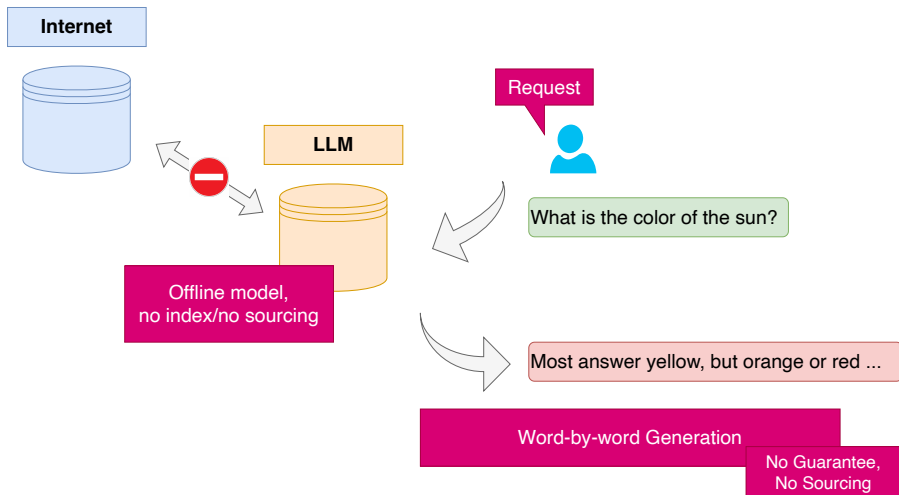 Internet
Request
LLM
What is the color of the sun?
Offline model,
no index/no sourcing
Most answer yellow, but orange or red ...
Word-by-word Generation
No Guarantee,
No Sourcing